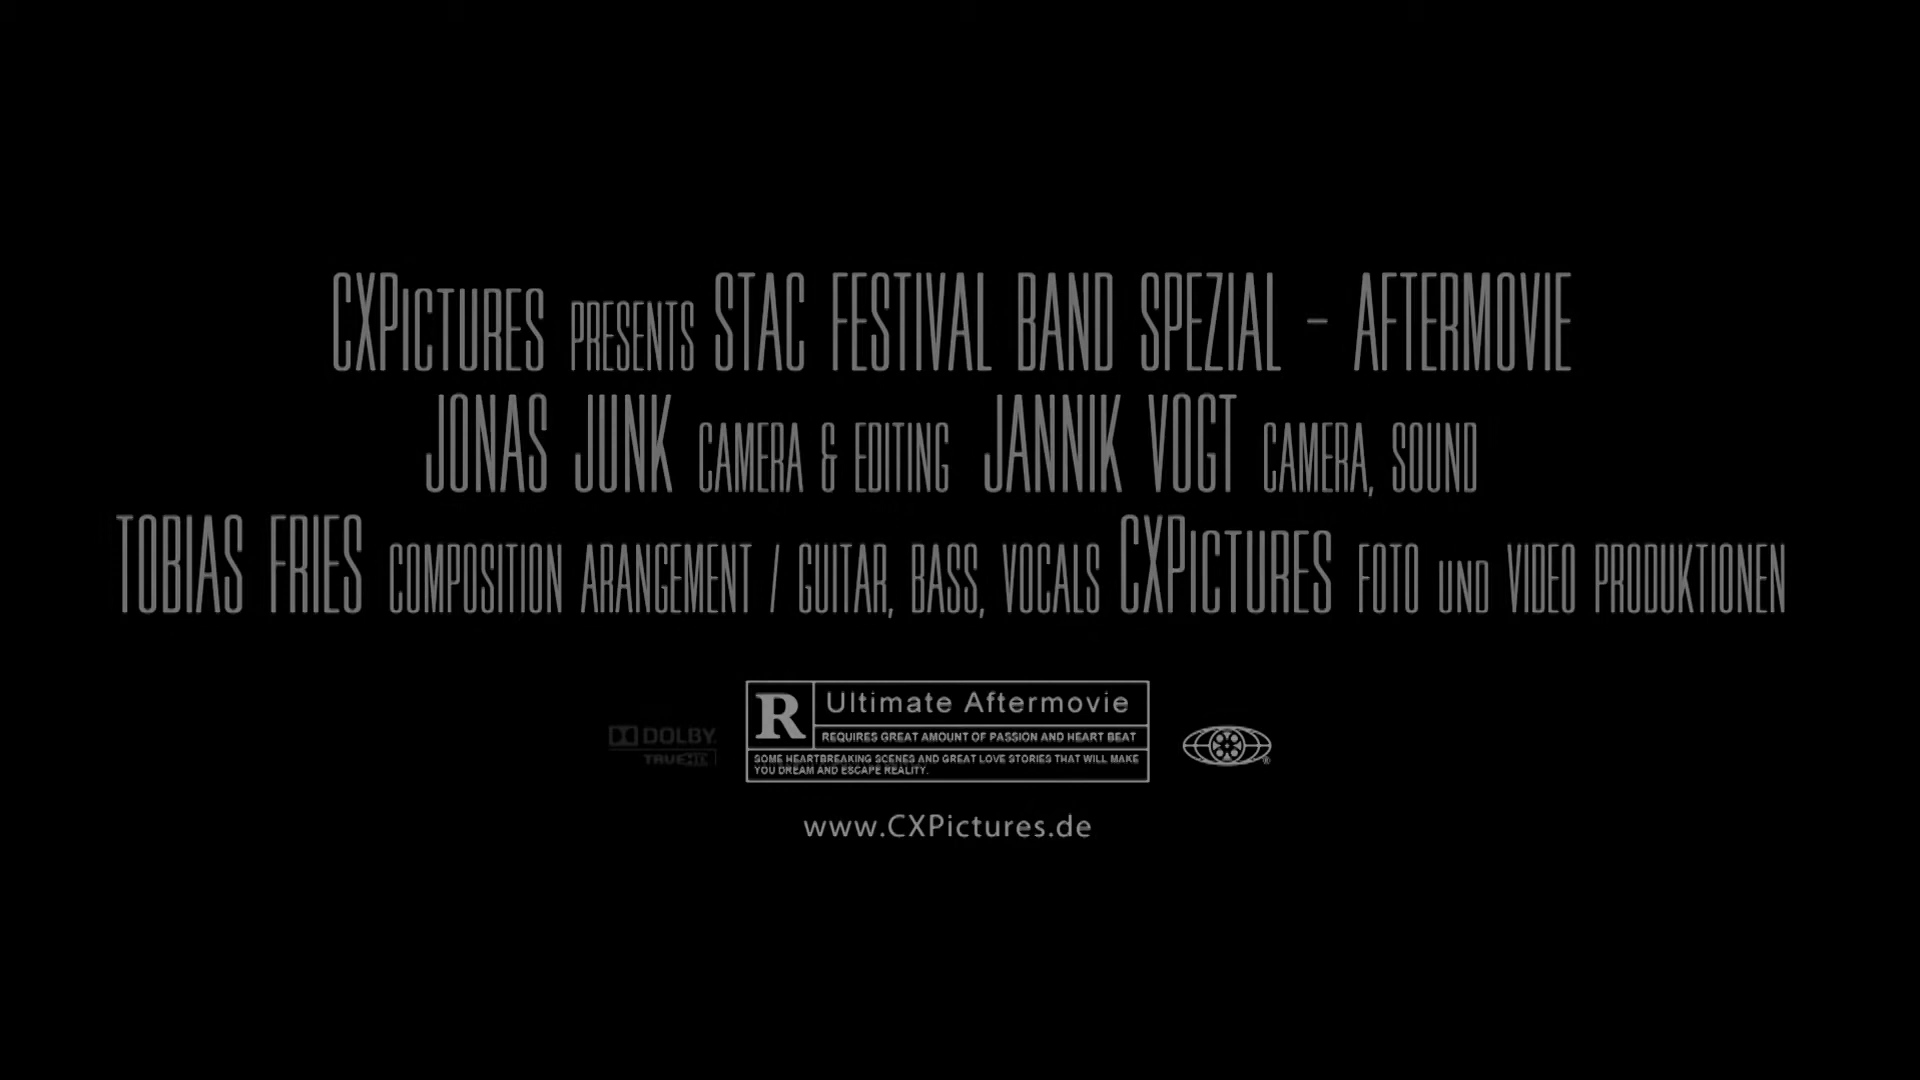 CXPICTURES PRESENTS STAC FESTIVAL BAND SPEZIAL - AFTERMOVIE
JONAS JUNK CAMERA & EDITING JANNIK VOGT CAMERA, SOUND
TOBIAS FRIES COMPOSITION ARANGEMENT / GUITAR, BASS, VOCALS CXPICTURES FOTO UND VIDEO PRODUKTIONEN
R Ultimate Aftermovie
REQUIRES GREAT AMOUNT OF PASSION AND HEART BEAT
DOLBY
TRUEHD
SOME HEARTBREAKING SCENES AND GREAT LOVE STORIES THAT WILL MAKE
YOU DREAM AND ESCAPE REALITY.
www.CXPictures.de